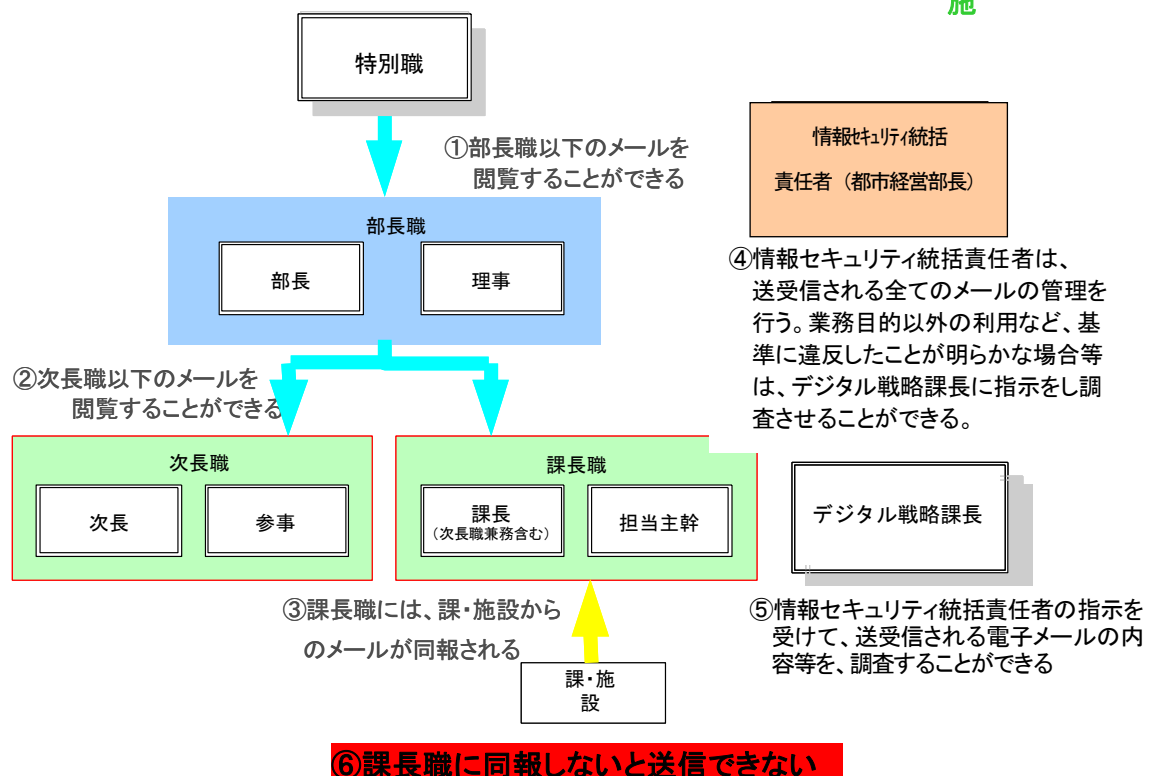 施
特別職
①部長職以下のメールを
閲覧することができる
部長職
部長
理事
②次長職以下のメールを
閲覧することができる
次長職
次長
参事
課長職
課長
(次長職兼務含む)
担当主幹
③課長職には、課・施設から
のメールが同報される
課・施
設
⑥課長職に同報しないと送信できない
情報セキュリティ統括
責任者（都市経営部長）
④情報セキュリティ統括責任者は、
送受信される全てのメールの管理を
行う。業務目的以外の利用など、基
準に違反したことが明らかな場合等
は、デジタル戦略課長に指示をし調
査させることができる。
デジタル戦略課長
⑤情報セキュリティ統括責任者の指示を
受けて、送受信される電子メールの内
容等を、調査することができる